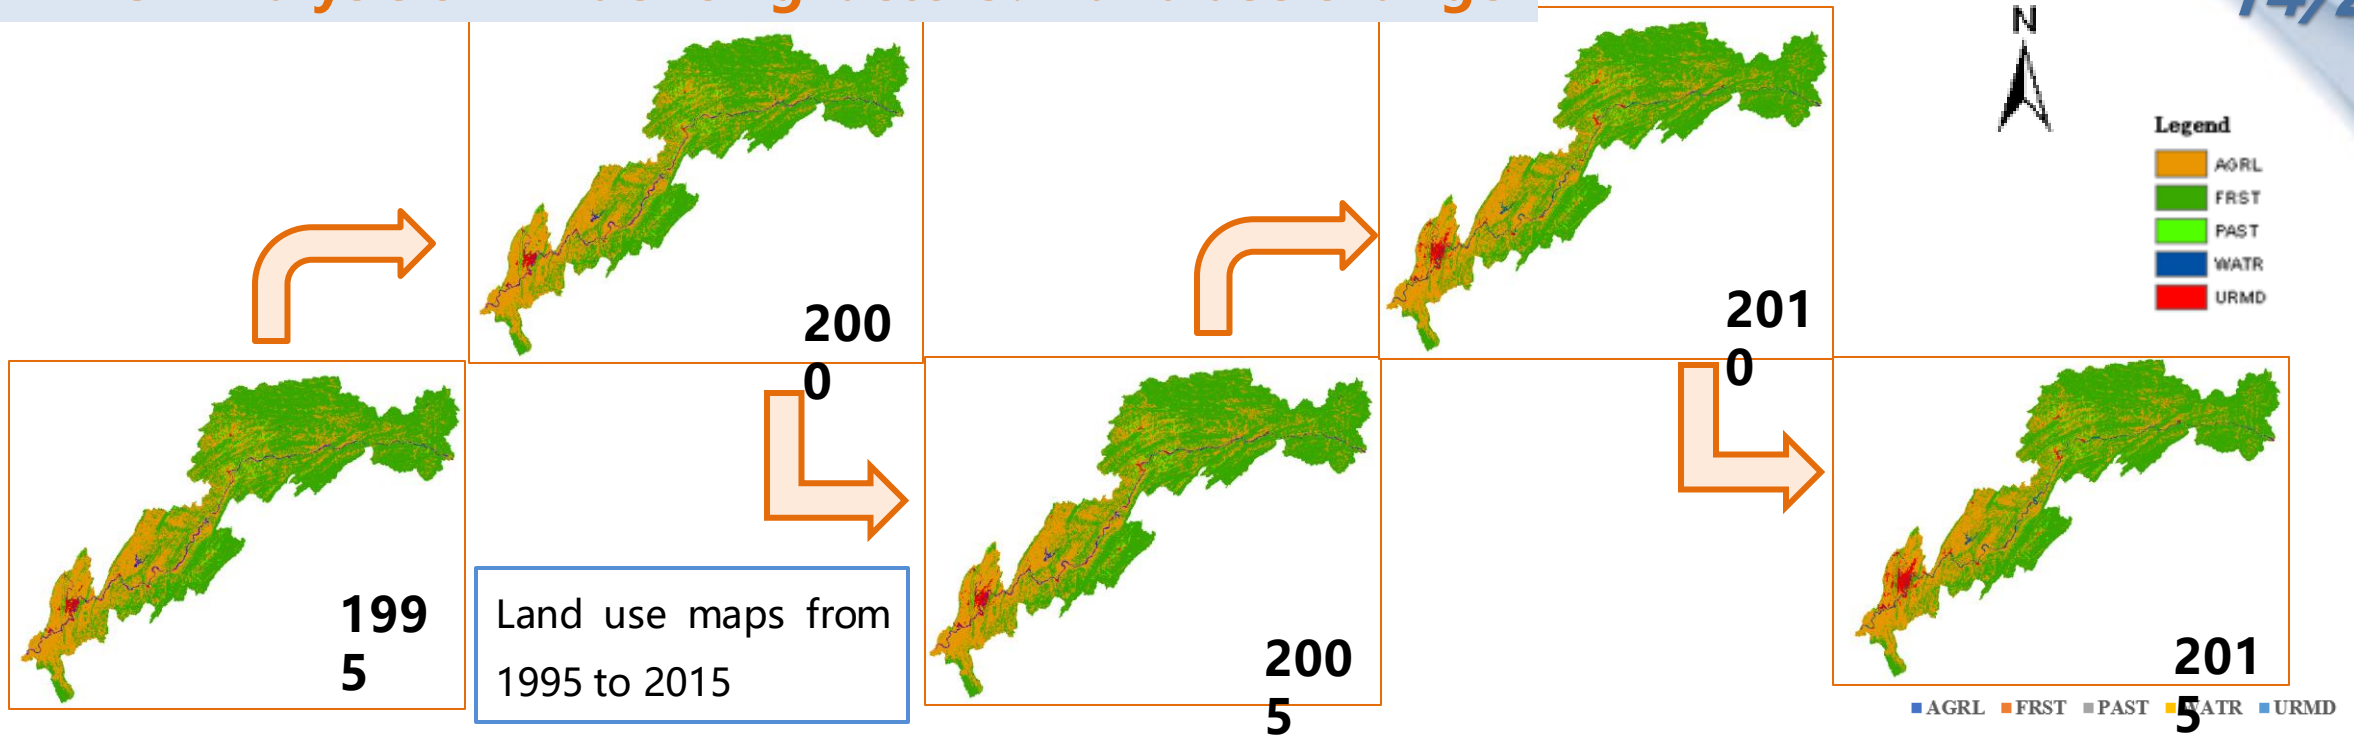 N
Legend
AGRL
FRST
PAST
WATR
URMD
200
0
201
0
199
5
Land use maps from
1995 to 2015
200
5
201
5
AGRL FRST PAST WATR URMD